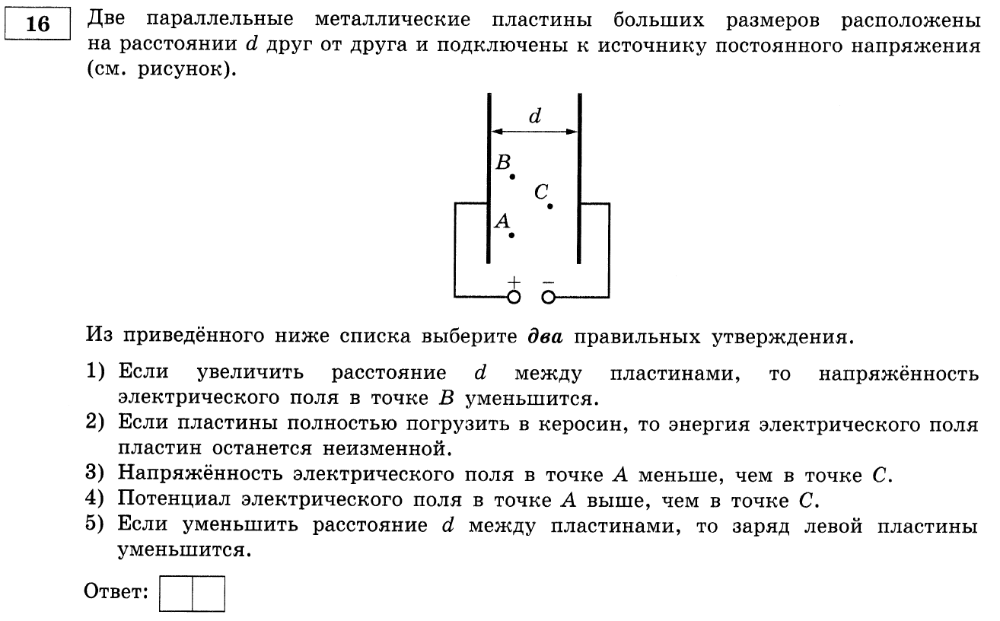 16
Две параллельные металлические пластины больших размеров расположены
на расстоянии d друг от друга и подключены к источнику постоянного напряжения
(см. рисунок).
d
B
C
A
+ −
Из приведённого ниже списка выберите два правильных утверждения.
1) Если увеличить расстояние d между пластинами, то напряжённость
электрического поля в точке B уменьшится.
2) Если пластины полностью погрузить в керосин, то энергия электрического поля
пластин останется неизменной.
3) Напряжённость электрического поля в точке A меньше, чем в точке C.
4) Потенциал электрического поля в точке A выше, чем в точке C.
5) Если уменьшить расстояние d между пластинами, то заряд левой пластины
уменьшится.
Ответ: